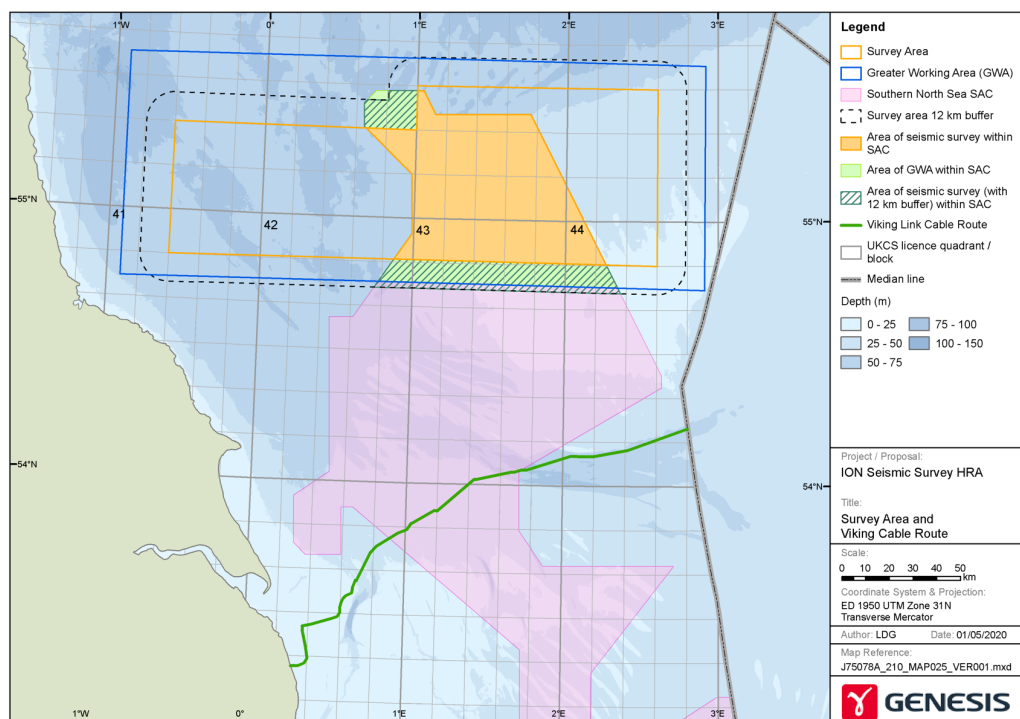 1°W
0°
1°E
2°E
3°E
55°N
55°N
41
42
43
44
54°N
54°N
1°W
0°
1°E
2°E
3°E
Legend
Survey Area
Greater Working Area (GWA)
Southern North Sea SAC
Survey area 12 km buffer
Area of seismic survey within
SAC
Area of GWA within SAC
Area of seismic survey (with
12 km buffer) within SAC
Viking Link Cable Route
UKCS licence quadrant /
block
Median line
Depth (m)
0 - 25
75 - 100
25 - 50
100 - 150
50 - 75
Project / Proposal:
ION Seismic Survey HRA
Title:
Survey Area and
Viking Cable Route
Scale:
0 10 20 30 40 50
km
Coordinate System & Projection:
ED 1950 UTM Zone 31N
Transverse Mercator
Author: LDG Date: 01/05/2020
Map Reference:
J75078A_210_MAP025_VER001.mxd
GENESIS